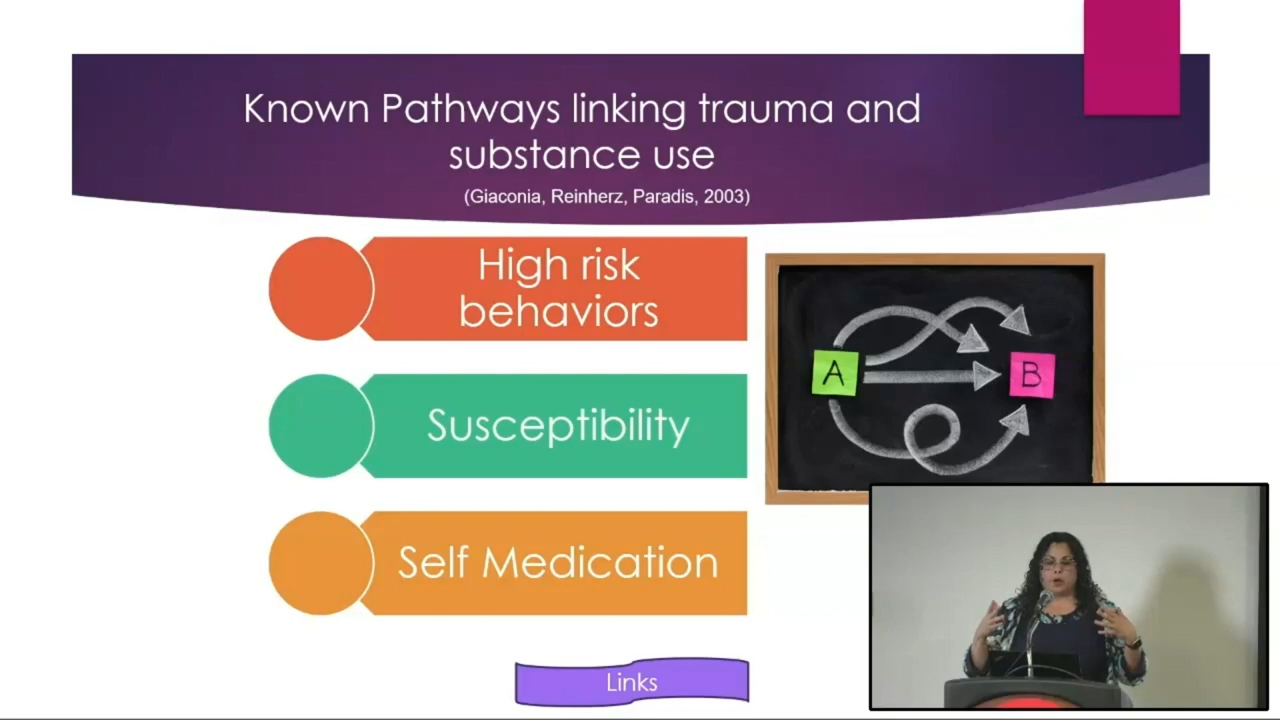 Known Pathways linking trauma and
substance use
(Giaconia, Reinherz, Paradis, 2003)
High risk
behaviors
Susceptibility
Self Medication
A
B
Links